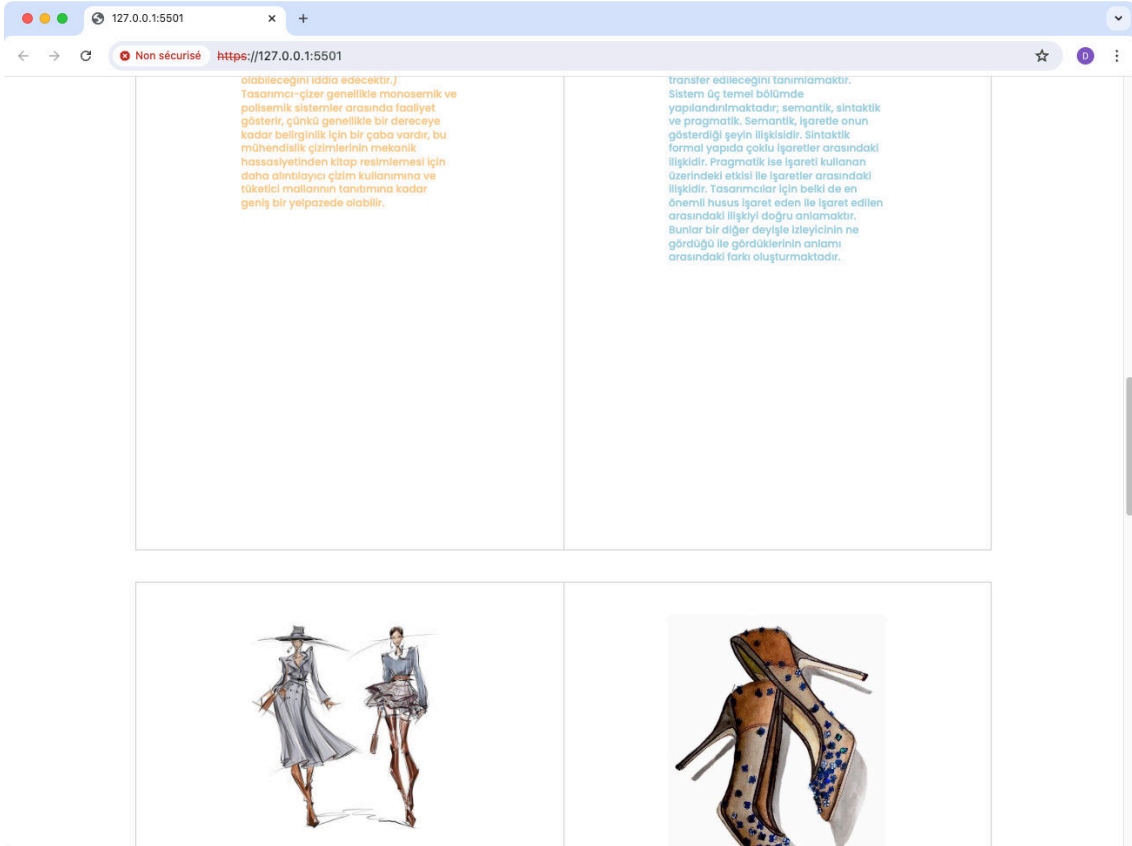 127.0.0.1:5501
Non sécurisé
https://127.0.0.1:5501
D
olabileceğini iddia edecektir.)
Tasarımcı-çizer genellikle monosemik ve
polisemik sistemler arasında faaliyet
gösterir, çünkü genellikle bir dereceye
kadar belirginlik için bir çaba vardır, bu
mühendislik çizimlerinin mekanik
hassasiyetinden kitap resimlemesi için
daha alıntılayıcı çizim kullanımına ve
tüketici mallarının tanıtımına kadar
geniş bir yelpazede olabilir.
transfer edileceğini tanımlamaktır.
Sistem üç temel bölümde
yapılandırılmaktadır; semantik, sintaktik
ve pragmatik. Semantik, işaretle onun
gösterdiği şeyin ilişkisidir. Sintaktik
formal yapıda çoklu işaretler arasındaki
ilişkidir. Pragmatik ise işareti kullanan
üzerindeki etkisi ile işaretler arasındaki
ilişkidir. Tasarımcılar için belki de en
önemli husus işaret eden ile işaret edilen
arasındaki ilişkiyi doğru anlamaktır.
Bunlar bir diğer deyişle izleyicinin ne
gördüğü ile gördüklerinin anlamı
arasındaki farkı oluşturmaktadır.